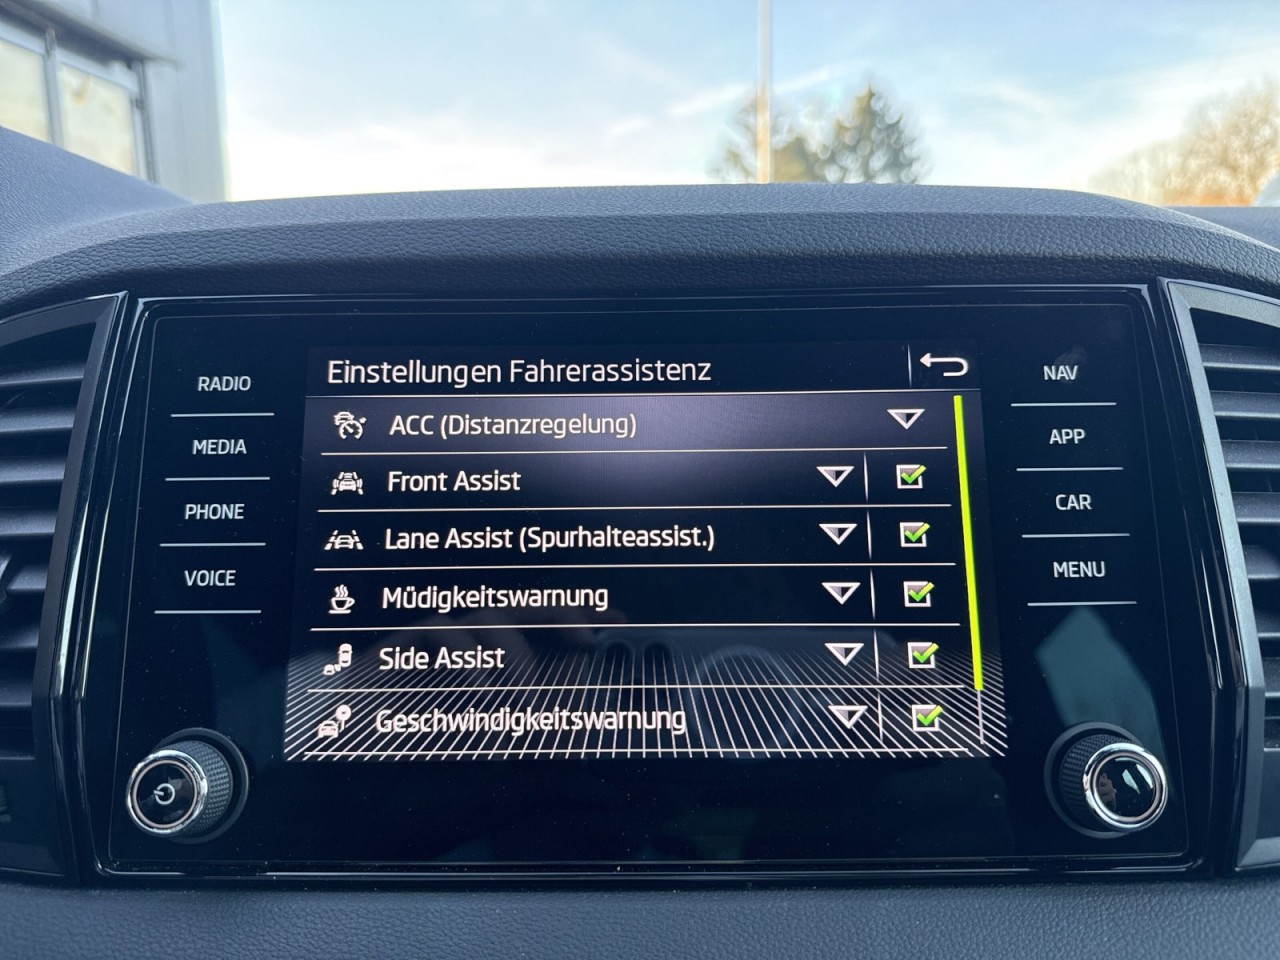 Einstellungen Fahrerassistenz
ACC (Distanzregelung)
Front Assist
Lane Assist (Spurhalteassist.)
Müdigkeitswarnung
Side Assist
Geschwindigkeitswarnung
RADIO
MEDIA
PHONE
VOICE
NAV
APP
CAR
MENU